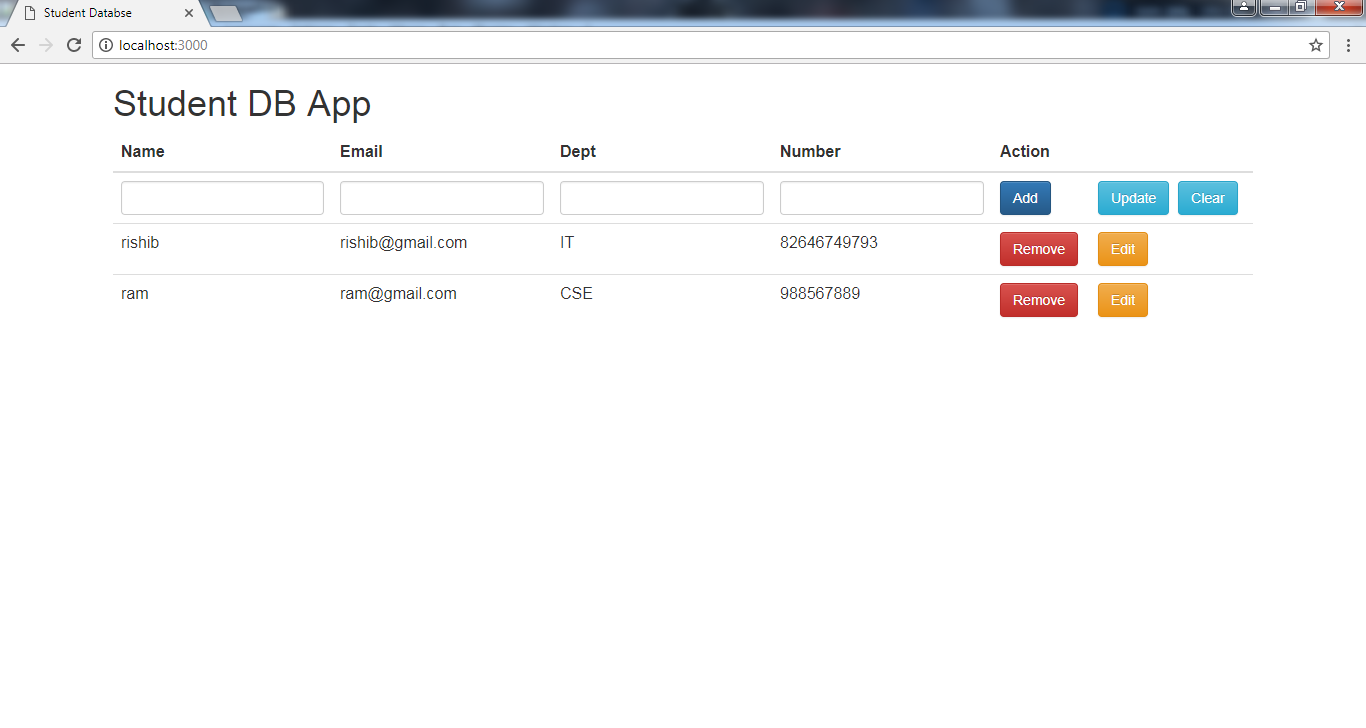 Student Databse
localhost:3000
Student DB App
Name Email Dept Number Action
Add Update Clear
rishib rishib@gmail.com IT 82646749793 Remove Edit
ram ram@gmail.com CSE 988567889 Remove Edit